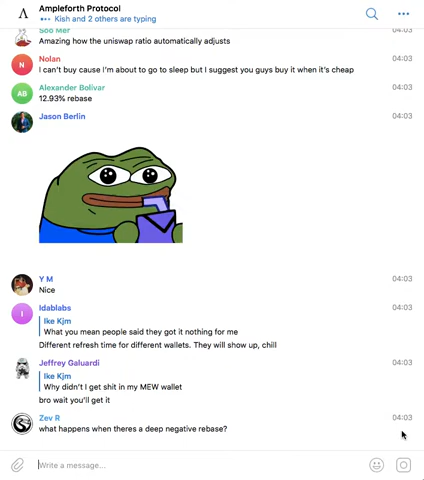 Ampleforth Protocol
Kish and 2 others are typing
Soo Mer 04:03
Amazing how the uniswap ratio automatically adjusts
N
Nolan 04:03
I can't buy cause I'm about to go to sleep but I suggest you guys buy it when it's cheap
AB
Alexander Bolivar 04:03
12.93% rebase
Jason Berlin 04:03
Y M 04:03
Nice
I
Idablabs 04:03
Ike Kjm
What you mean people said they got it nothing for me
Different refresh time for different wallets. They will show up, chill
Jeffrey Galuardi 04:03
Ike Kjm
Why didn't I get shit in my MEW wallet
bro wait you'll get it
Zev R 04:03
what happens when theres a deep negative rebase?
Write a message...